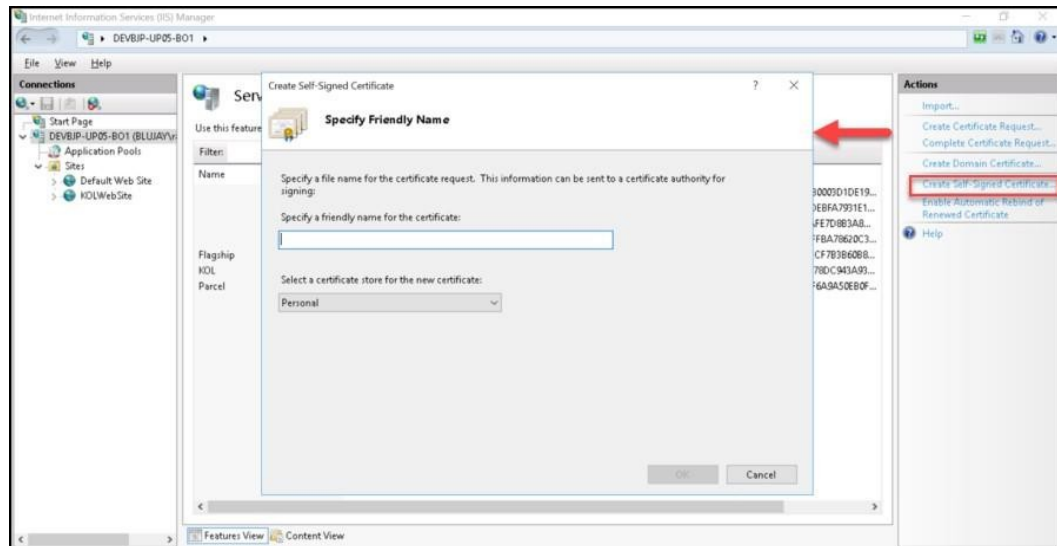 Internet Information Services (IIS) Manager
DEVBJP-UP05-BO1
File View Help
Connections
Start Page
DEVBJP-UP05-BO1 (BLUJAY\r
Application Pools
Sites
Default Web Site
KOLWebSite
Serv
Use this feature
Filter:
Name
Flagship
KOL
Parcel
Create Self-Signed Certificate
?
Specify Friendly Name
Specify a file name for the certificate request. This information can be sent to a certificate authority for
signing:
Specify a friendly name for the certificate:
Select a certificate store for the new certificate:
Personal
OK
Cancel
Features View
Content View
Actions
Import...
Create Certificate Request...
Complete Certificate Request...
Create Domain Certificate...
Create Self-Signed Certificate...
Enable Automatic Rebind of
Renewed Certificate
Help